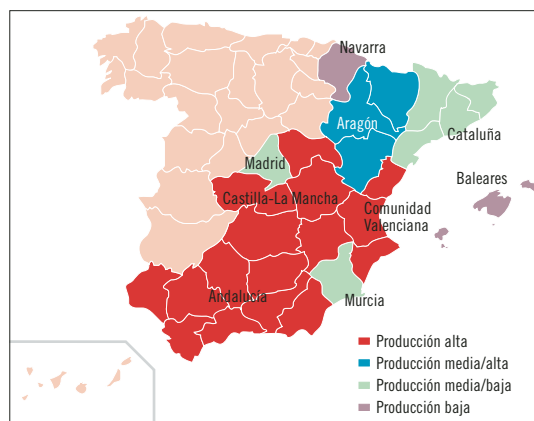 Navarra
Aragón
Cataluña
Madrid
Baleares
Castilla-La Mancha
Comunidad
Valenciana
Andalucía
Murcia
Producción alta
Producción media/alta
Producción media/baja
Producción baja